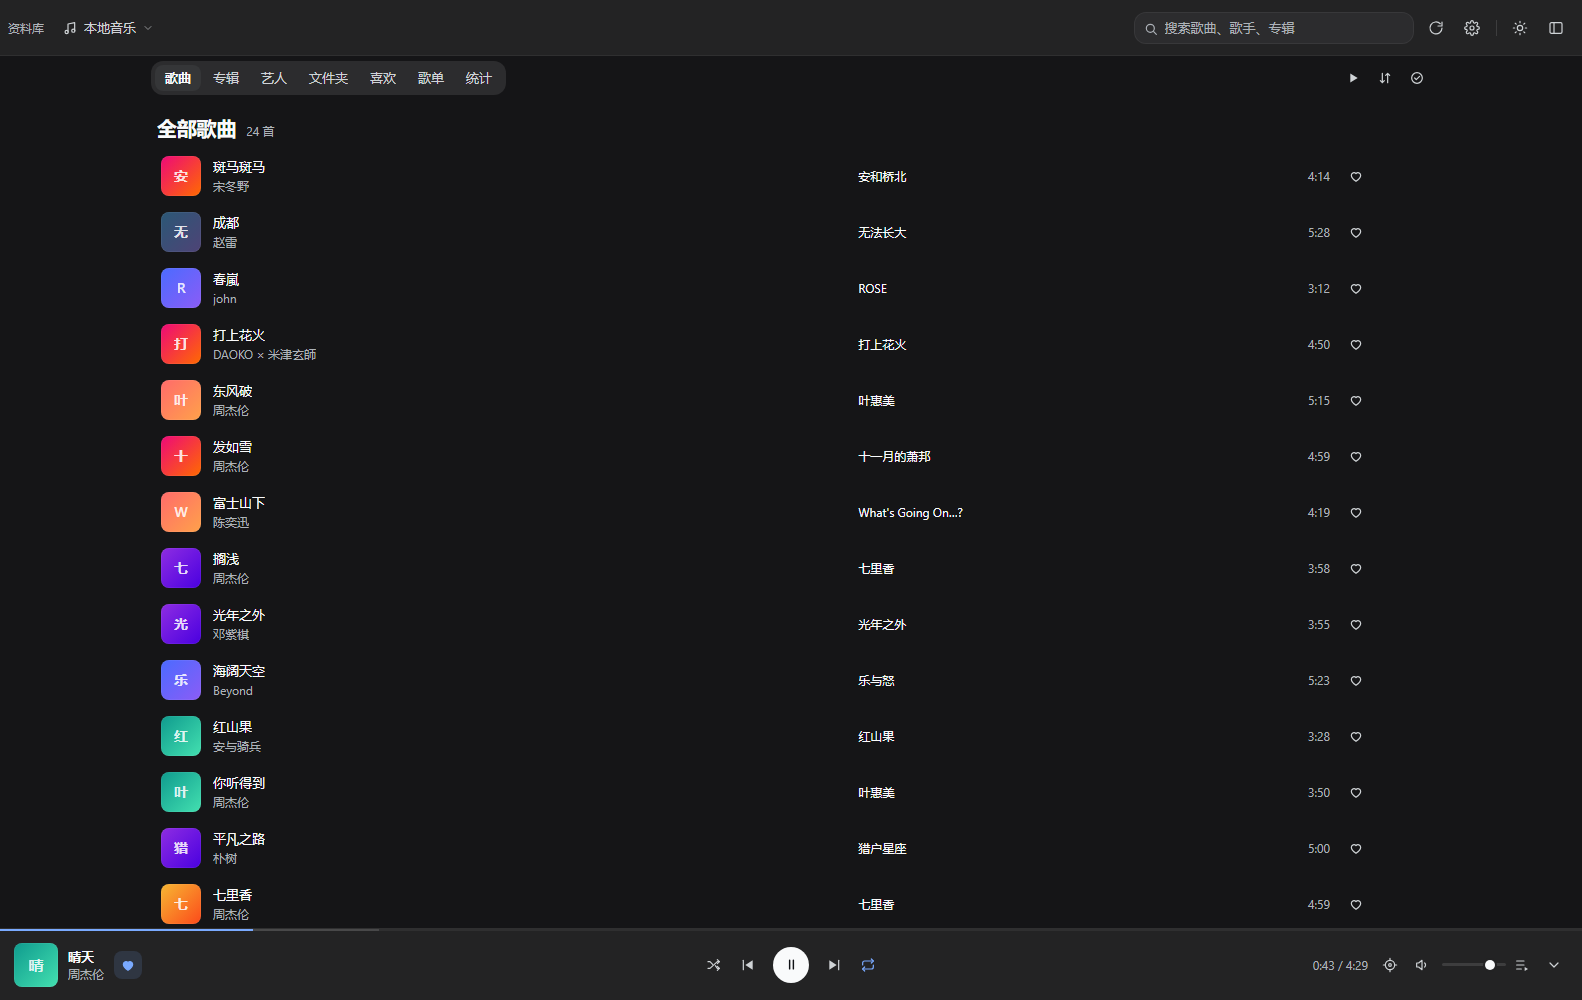 资料库 本地音乐 搜索歌曲、歌手、专辑
歌曲 专辑 艺人 文件夹 喜欢 歌单 统计
全部歌曲 24 首
安 斑马斑马 安和桥北 4:14
宋冬野
无 成都 无法长大 5:28
赵雷
R 春嵐 ROSE 3:12
john
打 打上花火 打上花火 4:50
DAOKO × 米津玄師
叶 东风破 叶惠美 5:15
周杰伦
十 发如雪 十一月的萧邦 4:59
周杰伦
W 富士山下 What's Going On...? 4:19
陈奕迅
七 搁浅 七里香 3:58
周杰伦
光 光年之外 光年之外 3:55
邓紫棋
乐 海阔天空 乐与怒 5:23
Beyond
红 红山果 红山果 3:28
安与骑兵
叶 你听得到 叶惠美 3:50
周杰伦
猎 平凡之路 猎户星座 5:00
朴树
七 七里香 七里香 4:59
周杰伦
晴 晴天 0:43 / 4:29
周杰伦